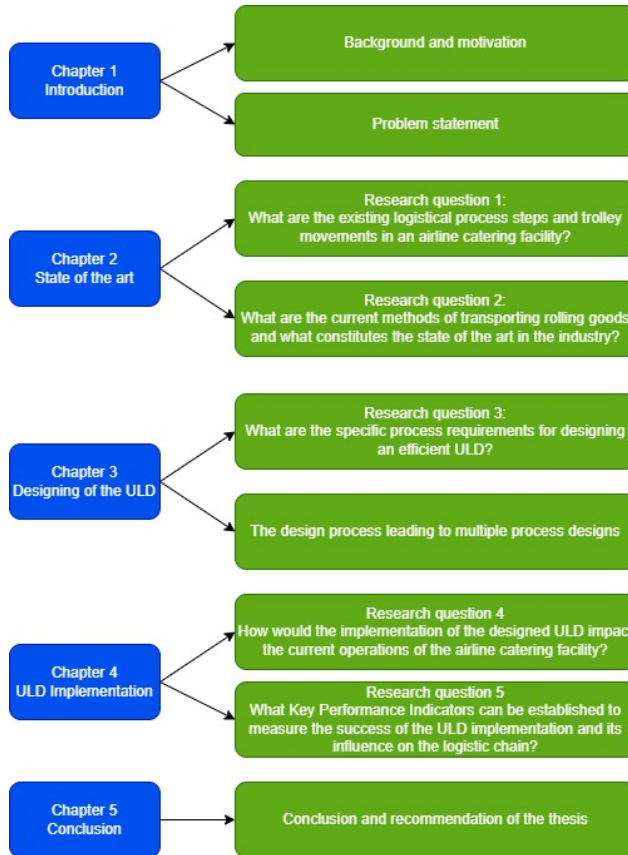 Chapter 1
Introduction
Background and motivation
Problem statement
Chapter 2
State of the art
Research question 1:
What are the existing logistical process steps and trolley
movements in an airline catering facility?
Research question 2:
What are the current methods of transporting rolling goods
and what constitutes the state of the art in the industry?
Chapter 3
Designing of the ULD
Research question 3:
What are the specific process requirements for designing
an efficient ULD?
The design process leading to multiple process designs
Chapter 4
ULD Implementation
Research question 4
How would the implementation of the designed ULD impac
the current operations of the airline catering facility?
Research question 5
What Key Performance Indicators can be established to
measure the success of the ULD implementation and its
influence on the logistic chain?
Chapter 5
Conclusion
Conclusion and recommendation of the thesis